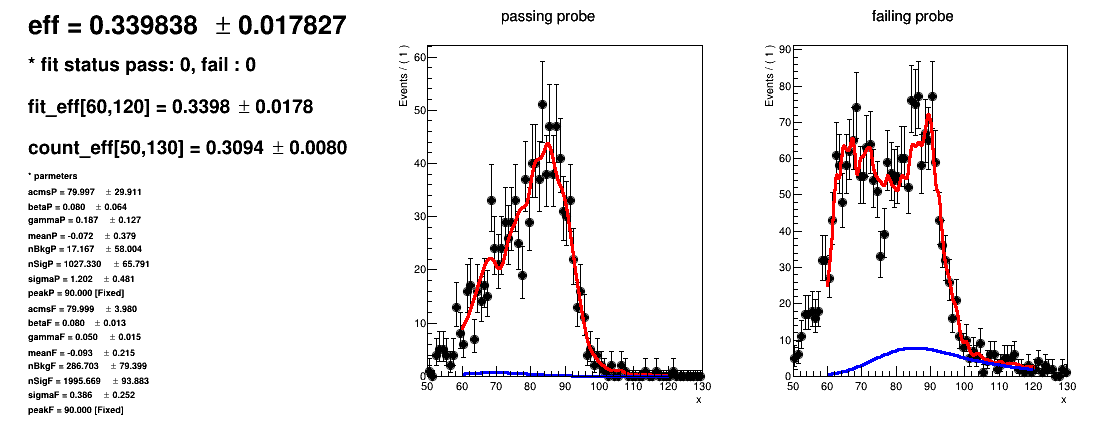 eff = 0.339838 ± 0.017827
* fit status pass: 0, fail : 0
fit_eff[60,120] = 0.3398 ± 0.0178
count_eff[50,130] = 0.3094 ± 0.0080
* parmeters
acmsP = 79.997 ± 29.911
betaP = 0.080 ± 0.064
gammaP = 0.187 ± 0.127
meanP = -0.072 ± 0.379
nBkgP = 17.167 ± 58.004
nSigP = 1027.330 ± 65.791
sigmaP = 1.202 ± 0.481
peakP = 90.000 [Fixed]
acmsF = 79.999 ± 3.980
betaF = 0.080 ± 0.013
gammaF = 0.050 ± 0.015
meanF = -0.093 ± 0.215
nBkgF = 286.703 ± 79.399
nSigF = 1995.669 ± 93.883
sigmaF = 0.386 ± 0.252
peakF = 90.000 [Fixed]
passing probe
Events / ( 1 )
60
50
40
30
20
10
0
50 60 70 80 90 100 110 120 130
x
failing probe
Events / ( 1 )
90
80
70
60
50
40
30
20
10
0
50 60 70 80 90 100 110 120 130
x